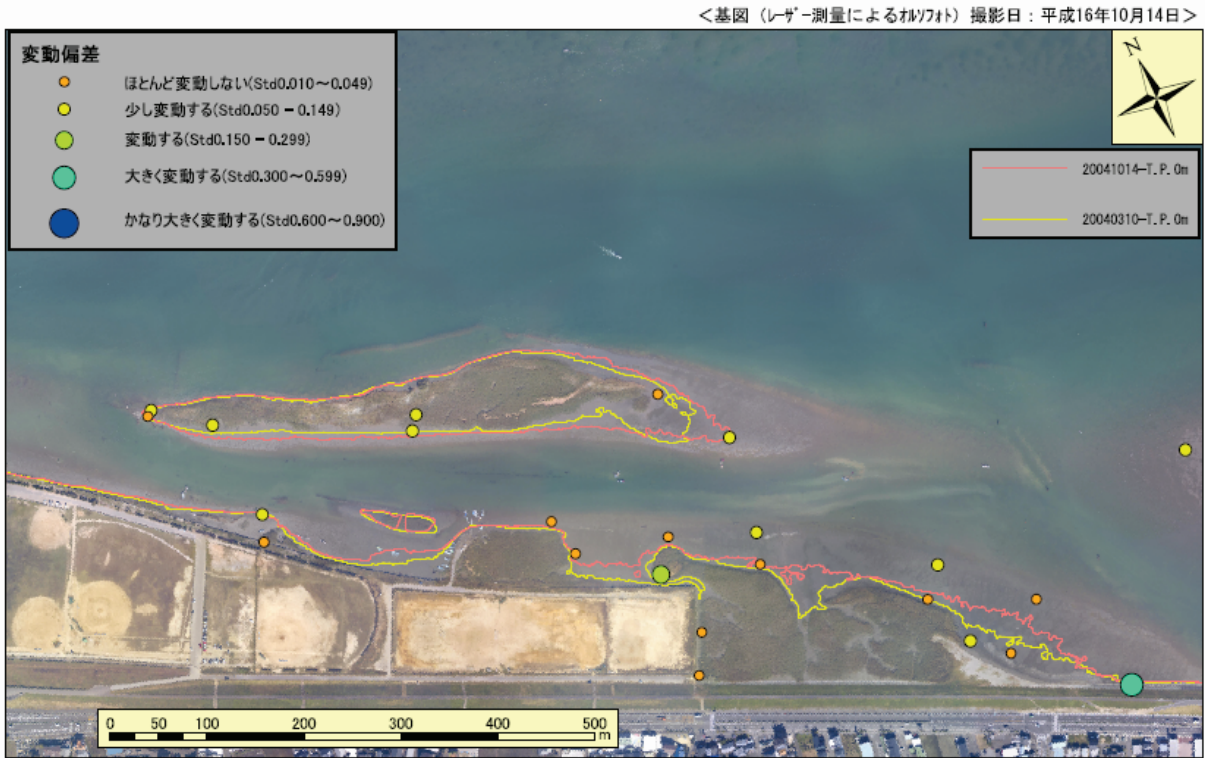 ＜基図（ﾚｰｻﾞｰ測量によるｵﾙｿﾌｫﾄ）撮影日：平成16年10月14日＞
変動偏差
ほとんど変動しない(Std0.010～0.049)
少し変動する(Std0.050－0.149)
変動する(Std0.150－0.299)
大きく変動する(Std0.300～0.599)
かなり大きく変動する(Std0.600～0.900)
N
20041014-T.P.0m
20040310-T.P.0m
0 50 100 200 300 400 500
m